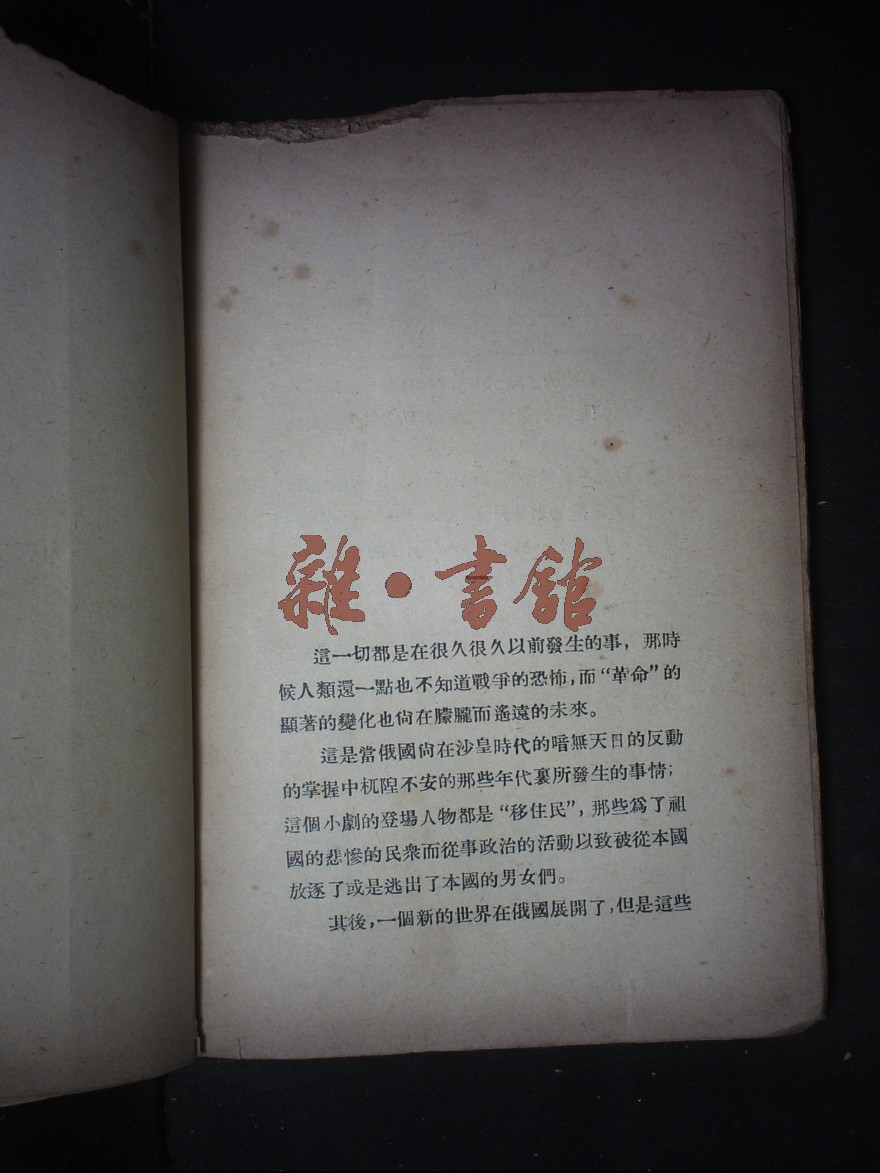 雜·書館
這一切都是在很久很久以前發生的事，那時
候人類還一點也不知道戰爭的恐怖，而“革命”的
顯著的變化也尙在朦朧而遙遠的未來。
這是當俄國尙在沙皇時代的暗無天日的反動
的掌握中杌隉不安的那些年代裏所發生的事情；
這個小劇的登場人物都是“移住民”，那些爲了祖
國的悲慘的民衆而從事政治的活動以致被從本國
放逐了或是逃出了本國的男女們。
其後，一個新的世界在俄國展開了，但是這些